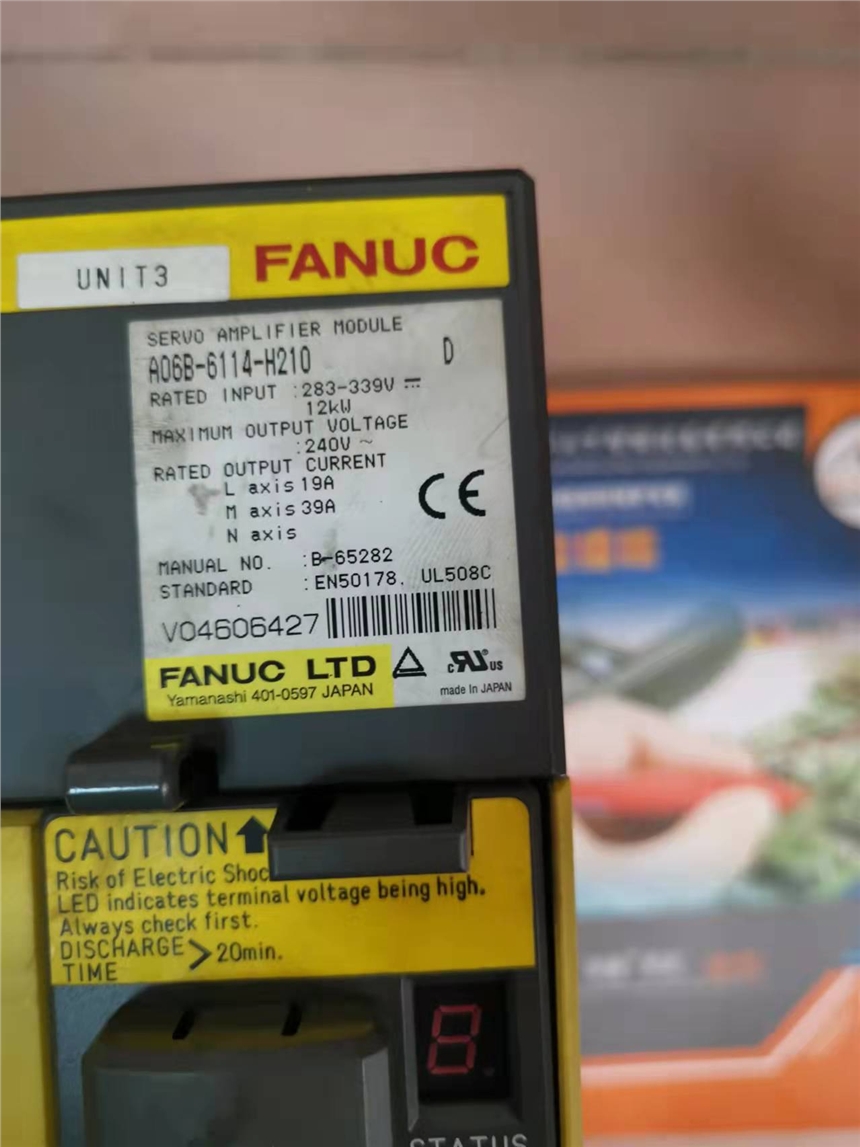 UNIT3
FANUC
SERVO AMPLIFIER MODULE
A06B-6114-H210 D
RATED INPUT :283-339V ⎓
12kW
MAXIMUM OUTPUT VOLTAGE
:240V ~
RATED OUTPUT CURRENT
L axis 19A
M axis 39A
N axis
CE
MANUAL NO. :B-65282
STANDARD :EN50178, UL508C
V04606427
FANUC LTD
Yamanashi 401-0597 JAPAN
c RU US
made in JAPAN
CAUTION
Risk of Electric Shoc
LED indicates terminal voltage being high.
Always check first.
DISCHARGE > 20min.
TIME
8
STATUS